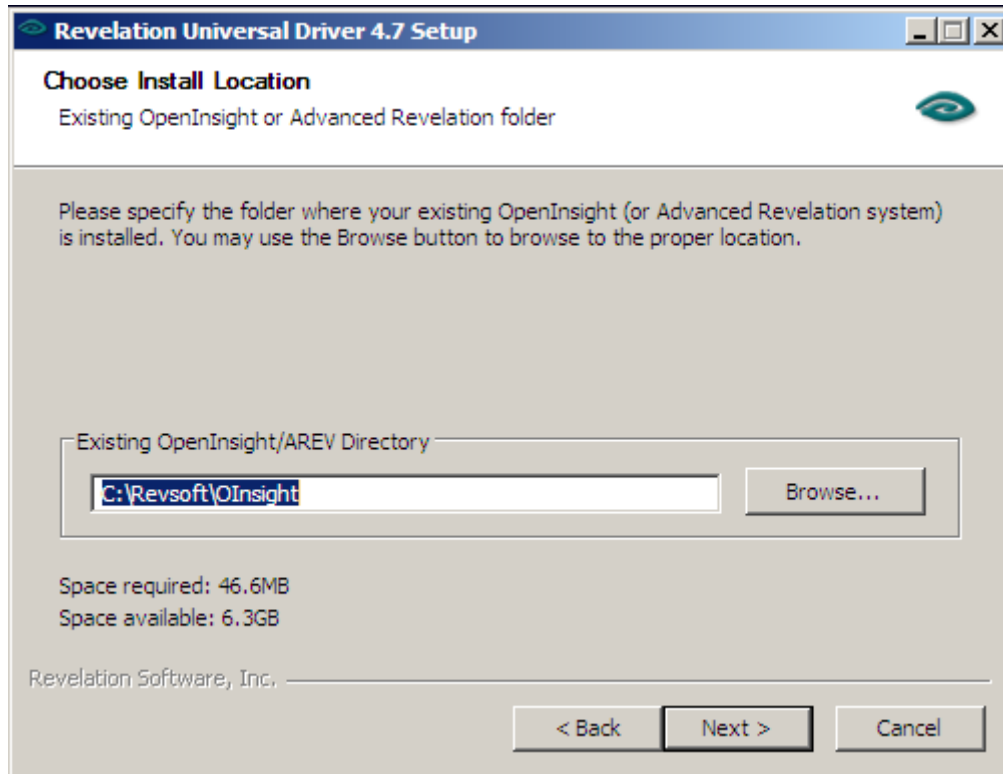 Revelation Universal Driver 4.7 Setup
Choose Install Location
Existing OpenInsight or Advanced Revelation folder
Please specify the folder where your existing OpenInsight (or Advanced Revelation system)
is installed. You may use the Browse button to browse to the proper location.
Existing OpenInsight/AREV Directory
C:\Revsoft\OInsight
Browse...
Space required: 46.6MB
Space available: 6.3GB
Revelation Software, Inc.
< Back
Next >
Cancel